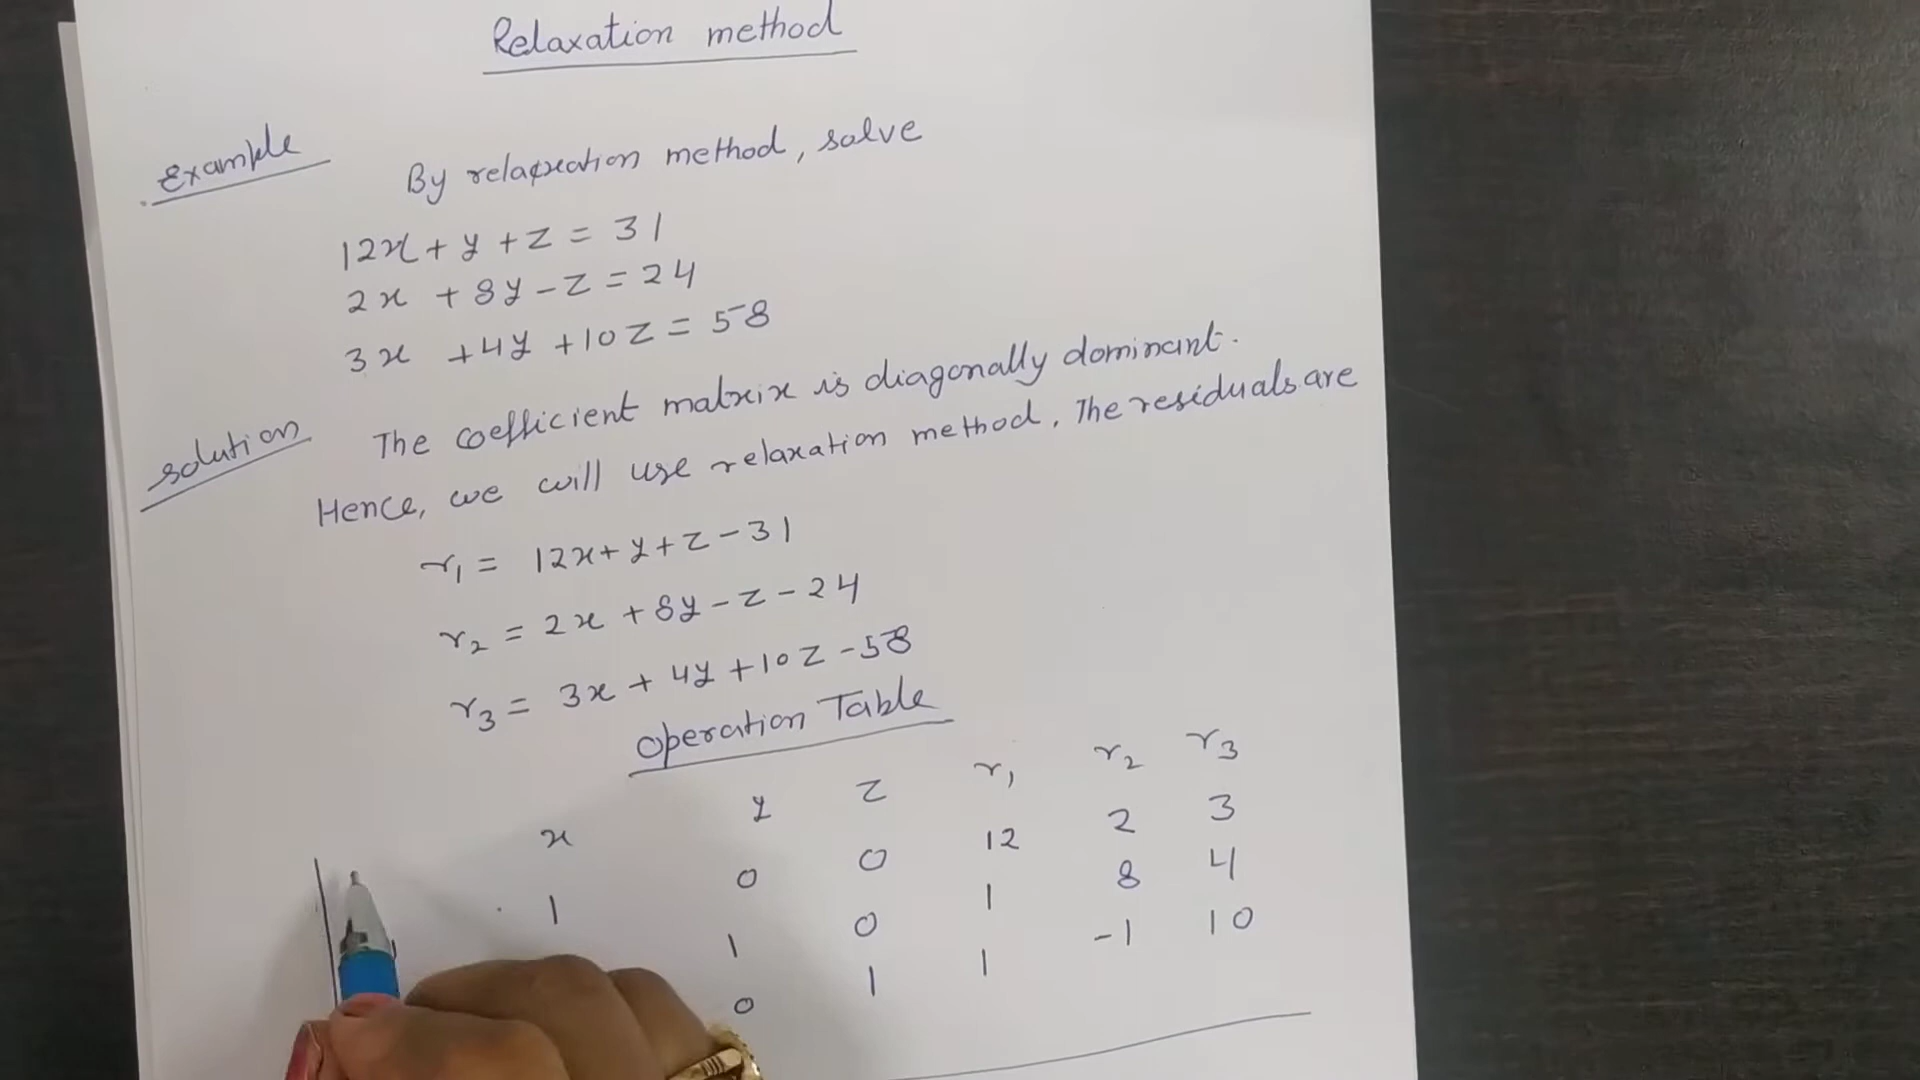 Relaxation method
Example By relaxation method, solve
12x + y + z = 31
2x + 8y - z = 24
3x + 4y + 10z = 58
solution The coefficient matrix is diagonally dominant.
Hence, we will use relaxation method. The residuals are
r1 = 12x + y + z - 31
r2 = 2x + 8y - z - 24
r3 = 3x + 4y + 10z - 58
Operation Table
x y z r1 r2 r3
1 0 0 12 2 3
1 0 1 8 4
0 1 1 -1 10